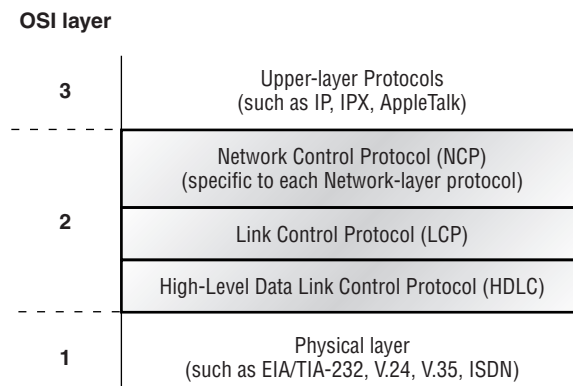 OSI layer
3
Upper-layer Protocols
(such as IP, IPX, AppleTalk)
2
Network Control Protocol (NCP)
(specific to each Network-layer protocol)
Link Control Protocol (LCP)
High-Level Data Link Control Protocol (HDLC)
1
Physical layer
(such as EIA/TIA-232, V.24, V.35, ISDN)